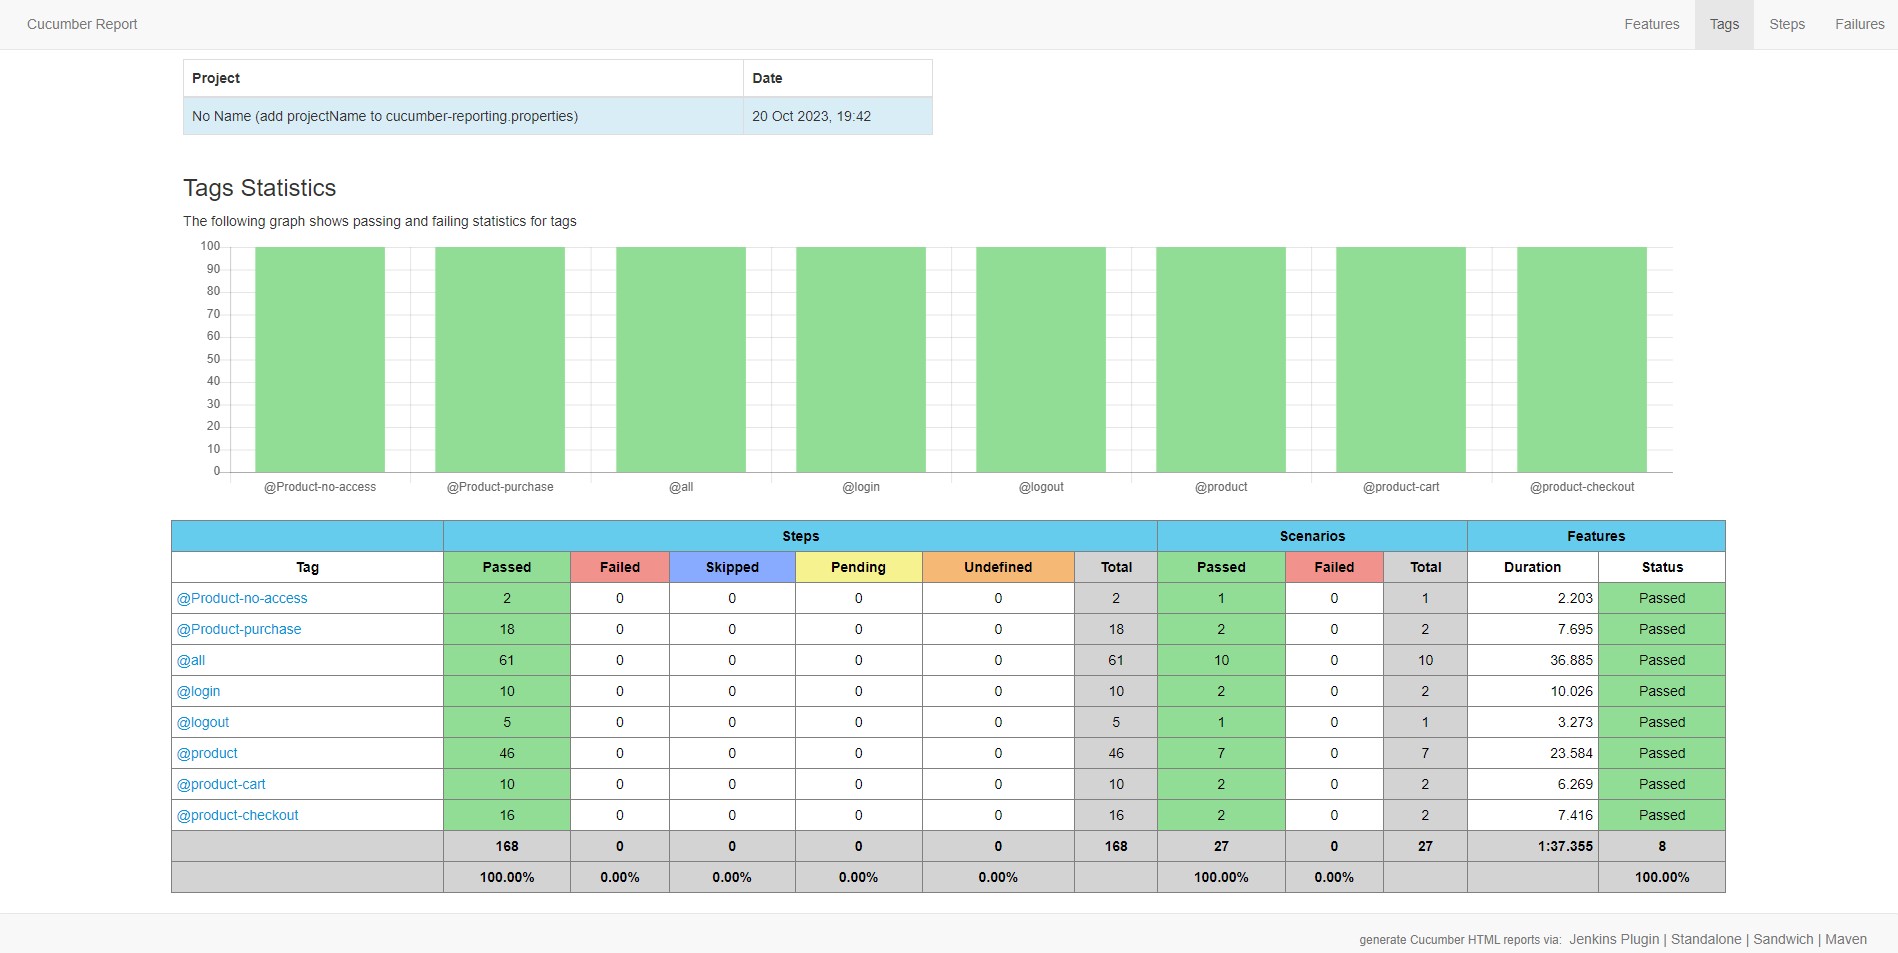 Cucumber Report Features Tags Steps Failures
Project Date
No Name (add projectName to cucumber-reporting.properties) 20 Oct 2023, 19:42
Tags Statistics
The following graph shows passing and failing statistics for tags
100
90
80
70
60
50
40
30
20
10
0
@Product-no-access @Product-purchase @all @login @logout @product @product-cart @product-checkout
Steps Scenarios Features
Tag Passed Failed Skipped Pending Undefined Total Passed Failed Total Duration Status
@Product-no-access 2 0 0 0 0 2 1 0 1 2.203 Passed
@Product-purchase 18 0 0 0 0 18 2 0 2 7.695 Passed
@all 61 0 0 0 0 61 10 0 10 36.885 Passed
@login 10 0 0 0 0 10 2 0 2 10.026 Passed
@logout 5 0 0 0 0 5 1 0 1 3.273 Passed
@product 46 0 0 0 0 46 7 0 7 23.584 Passed
@product-cart 10 0 0 0 0 10 2 0 2 6.269 Passed
@product-checkout 16 0 0 0 0 16 2 0 2 7.416 Passed
168 0 0 0 0 168 27 0 27 1:37.355 8
100.00% 0.00% 0.00% 0.00% 0.00% 100.00% 0.00% 100.00%
generate Cucumber HTML reports via: Jenkins Plugin | Standalone | Sandwich | Maven